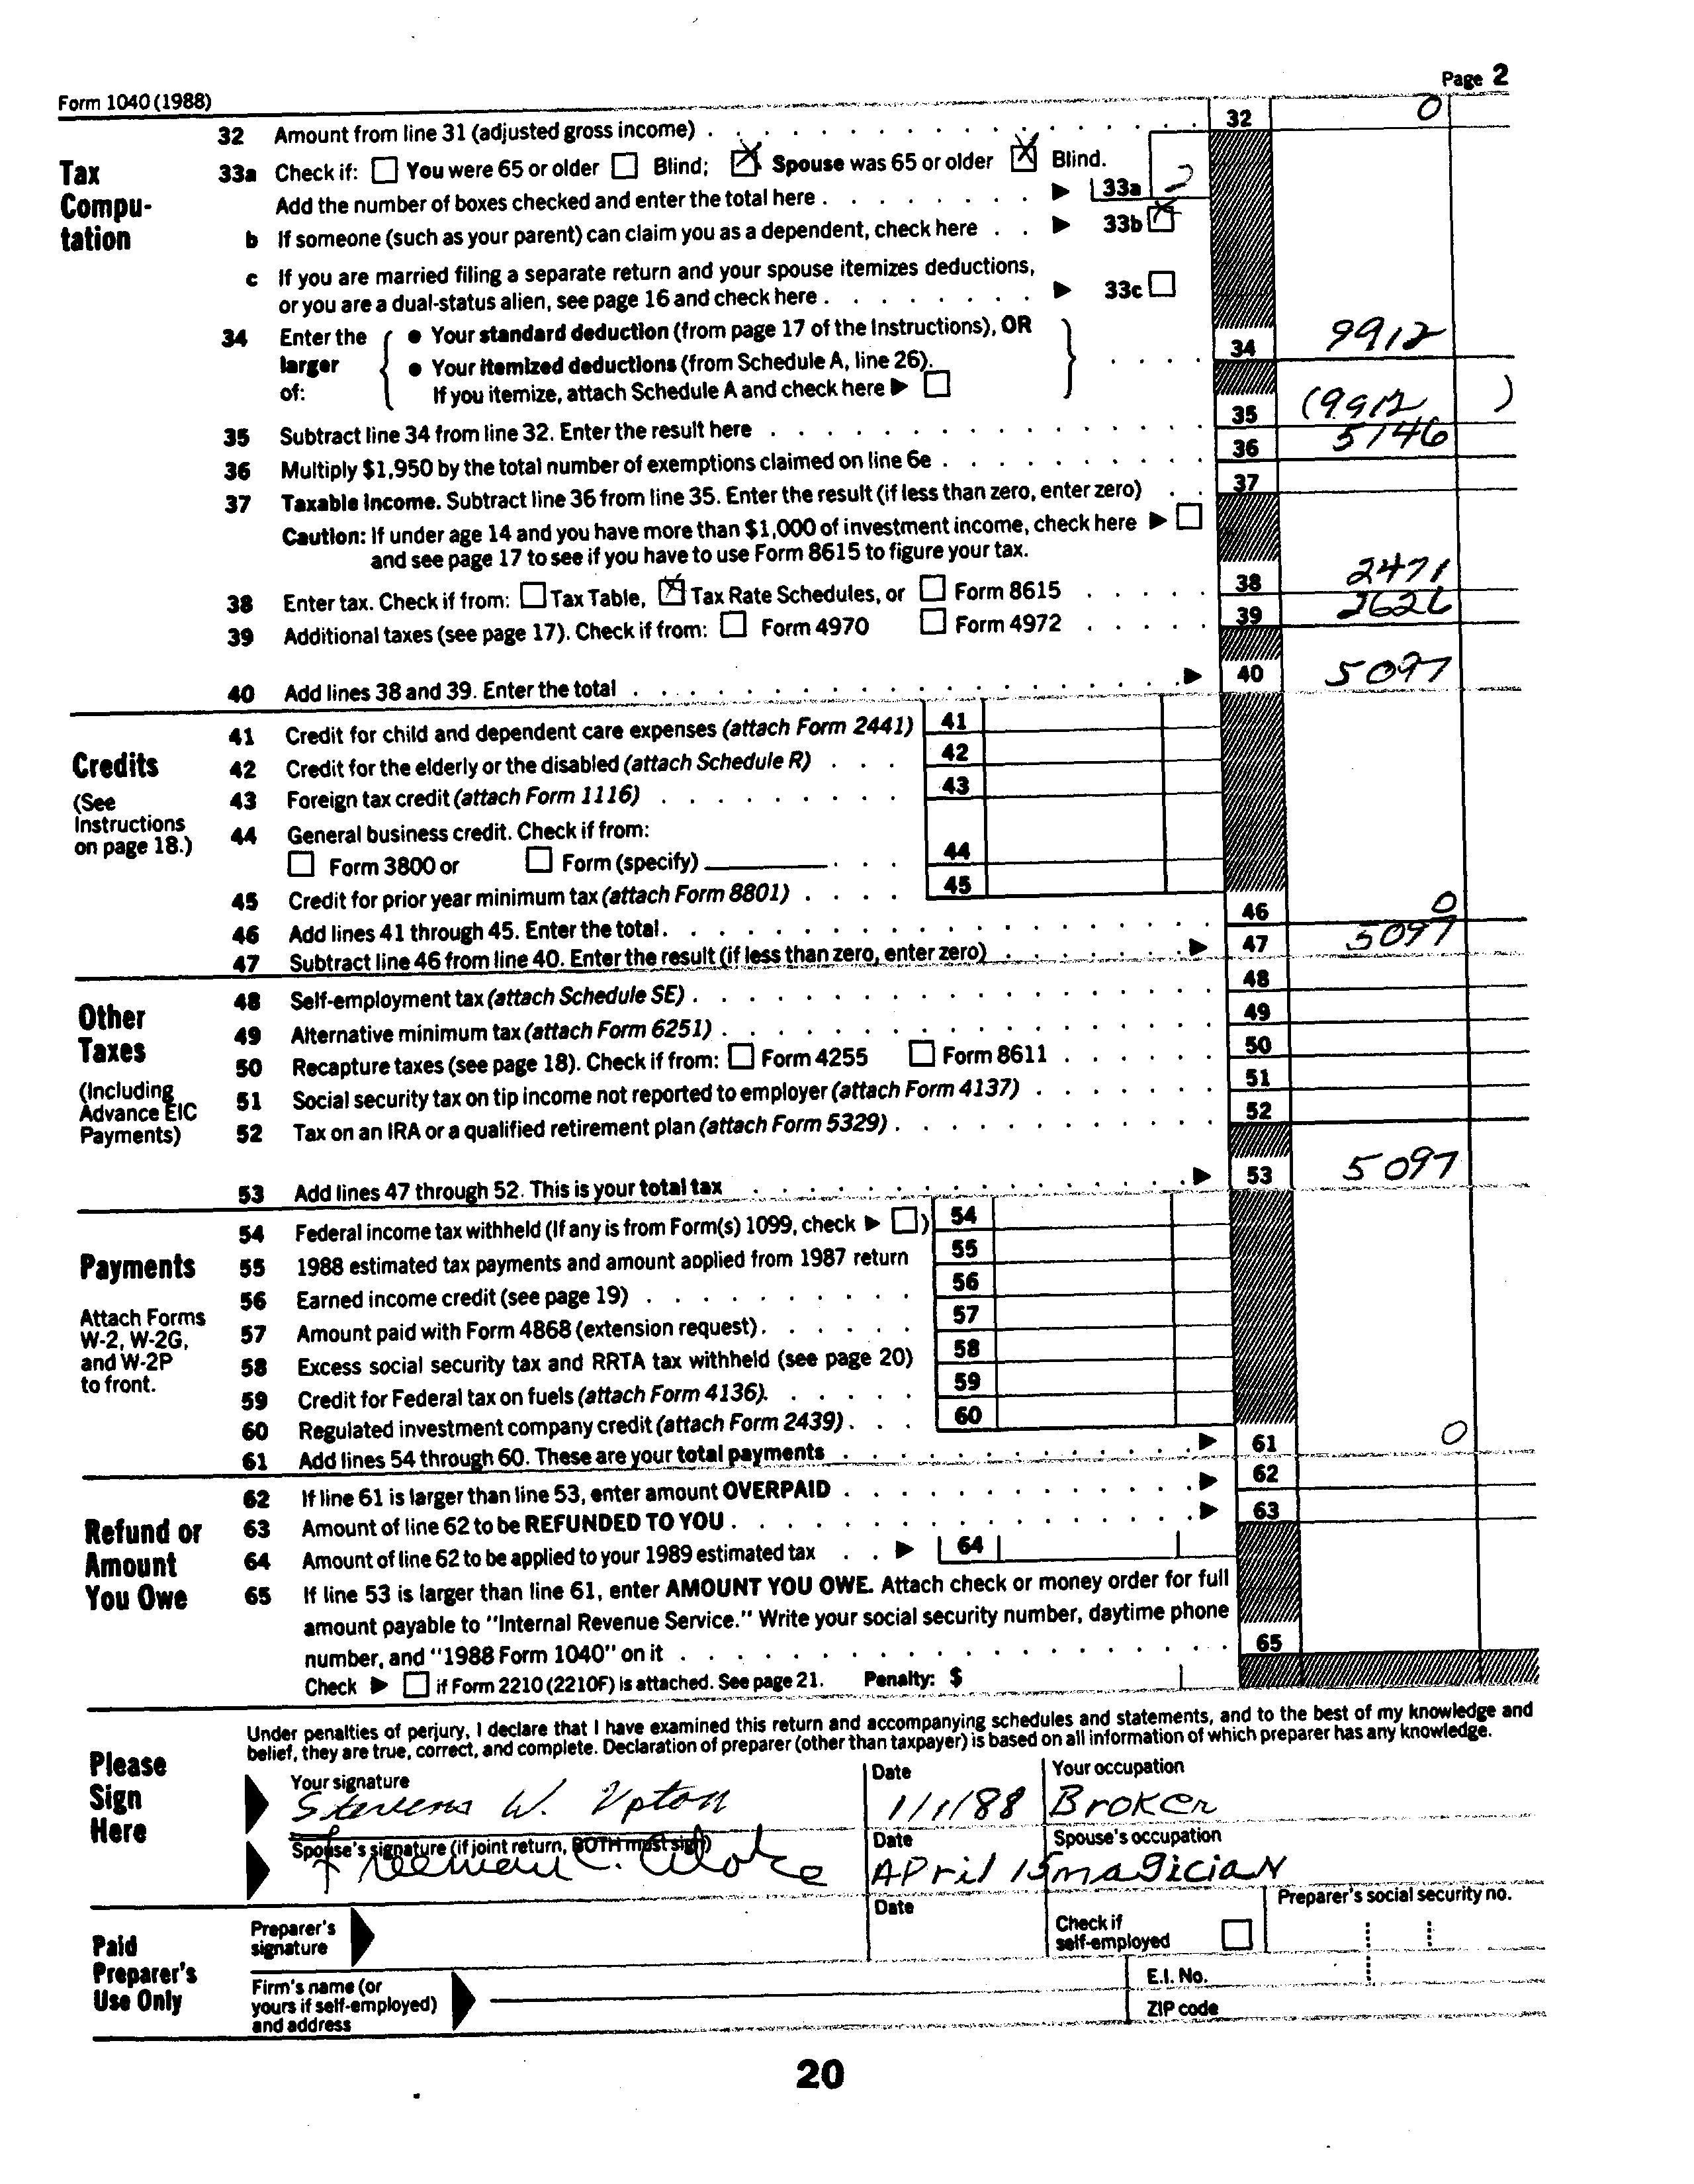 Form 1040 (1988) Page 2
32 Amount from line 31 (adjusted gross income) 32 0
Tax Computation
33a Check if: You were 65 or older Blind; X Spouse was 65 or older X Blind.
Add the number of boxes checked and enter the total here 33a 2
b If someone (such as your parent) can claim you as a dependent, check here 33b X
c If you are married filing a separate return and your spouse itemizes deductions,
or you are a dual-status alien, see page 16 and check here 33c
34 Enter the larger of:
• Your standard deduction (from page 17 of the Instructions), OR
• Your itemized deductions (from Schedule A, line 26).
If you itemize, attach Schedule A and check here
34 9912
35 Subtract line 34 from line 32. Enter the result here 35 (9912)
36 Multiply $1,950 by the total number of exemptions claimed on line 6e 36 5146
37 Taxable Income. Subtract line 36 from line 35. Enter the result (if less than zero, enter zero) 37
Caution: If under age 14 and you have more than $1,000 of investment income, check here
and see page 17 to see if you have to use Form 8615 to figure your tax.
38 Enter tax. Check if from: Tax Table, X Tax Rate Schedules, or Form 8615 38 2471
39 Additional taxes (see page 17). Check if from: Form 4970 Form 4972 39 2626
40 Add lines 38 and 39. Enter the total 40 5097
Credits
(See Instructions on page 18.)
41 Credit for child and dependent care expenses (attach Form 2441) 41
42 Credit for the elderly or the disabled (attach Schedule R) 42
43 Foreign tax credit (attach Form 1116) 43
44 General business credit. Check if from:
Form 3800 or Form (specify) 44
45 Credit for prior year minimum tax (attach Form 8801) 45
46 Add lines 41 through 45. Enter the total 46 0
47 Subtract line 46 from line 40. Enter the result (if less than zero, enter zero) 47 5097
Other Taxes
(Including Advance EIC Payments)
48 Self-employment tax (attach Schedule SE) 48
49 Alternative minimum tax (attach Form 6251) 49
50 Recapture taxes (see page 18). Check if from: Form 4255 Form 8611 50
51 Social security tax on tip income not reported to employer (attach Form 4137) 51
52 Tax on an IRA or a qualified retirement plan (attach Form 5329) 52
53 Add lines 47 through 52. This is your total tax 53 5097
Payments
Attach Forms W-2, W-2G, and W-2P to front.
54 Federal income tax withheld (If any is from Form(s) 1099, check ) 54
55 1988 estimated tax payments and amount applied from 1987 return 55
56 Earned income credit (see page 19) 56
57 Amount paid with Form 4868 (extension request) 57
58 Excess social security tax and RRTA tax withheld (see page 20) 58
59 Credit for Federal tax on fuels (attach Form 4136) 59
60 Regulated investment company credit (attach Form 2439) 60
61 Add lines 54 through 60. These are your total payments 61 0
Refund or Amount You Owe
62 If line 61 is larger than line 53, enter amount OVERPAID 62
63 Amount of line 62 to be REFUNDED TO YOU 63
64 Amount of line 62 to be applied to your 1989 estimated tax 64
65 If line 53 is larger than line 61, enter AMOUNT YOU OWE. Attach check or money order for full
amount payable to "Internal Revenue Service." Write your social security number, daytime phone
number, and "1988 Form 1040" on it 65
Check if Form 2210 (2210F) is attached. See page 21. Penalty: $
Please Sign Here
Under penalties of perjury, I declare that I have examined this return and accompanying schedules and statements, and to the best of my knowledge and
belief, they are true, correct, and complete. Declaration of preparer (other than taxpayer) is based on all information of which preparer has any knowledge.
Your signature Date Your occupation
Stevens W. Upton 1/1/88 Broker
Spouse's signature (if joint return, BOTH must sign) Date Spouse's occupation
Freeman C. April 15 magician
Paid Preparer's Use Only
Preparer's signature Date Check if self-employed Preparer's social security no.
Firm's name (or yours if self-employed) and address E.I. No.
ZIP code
20